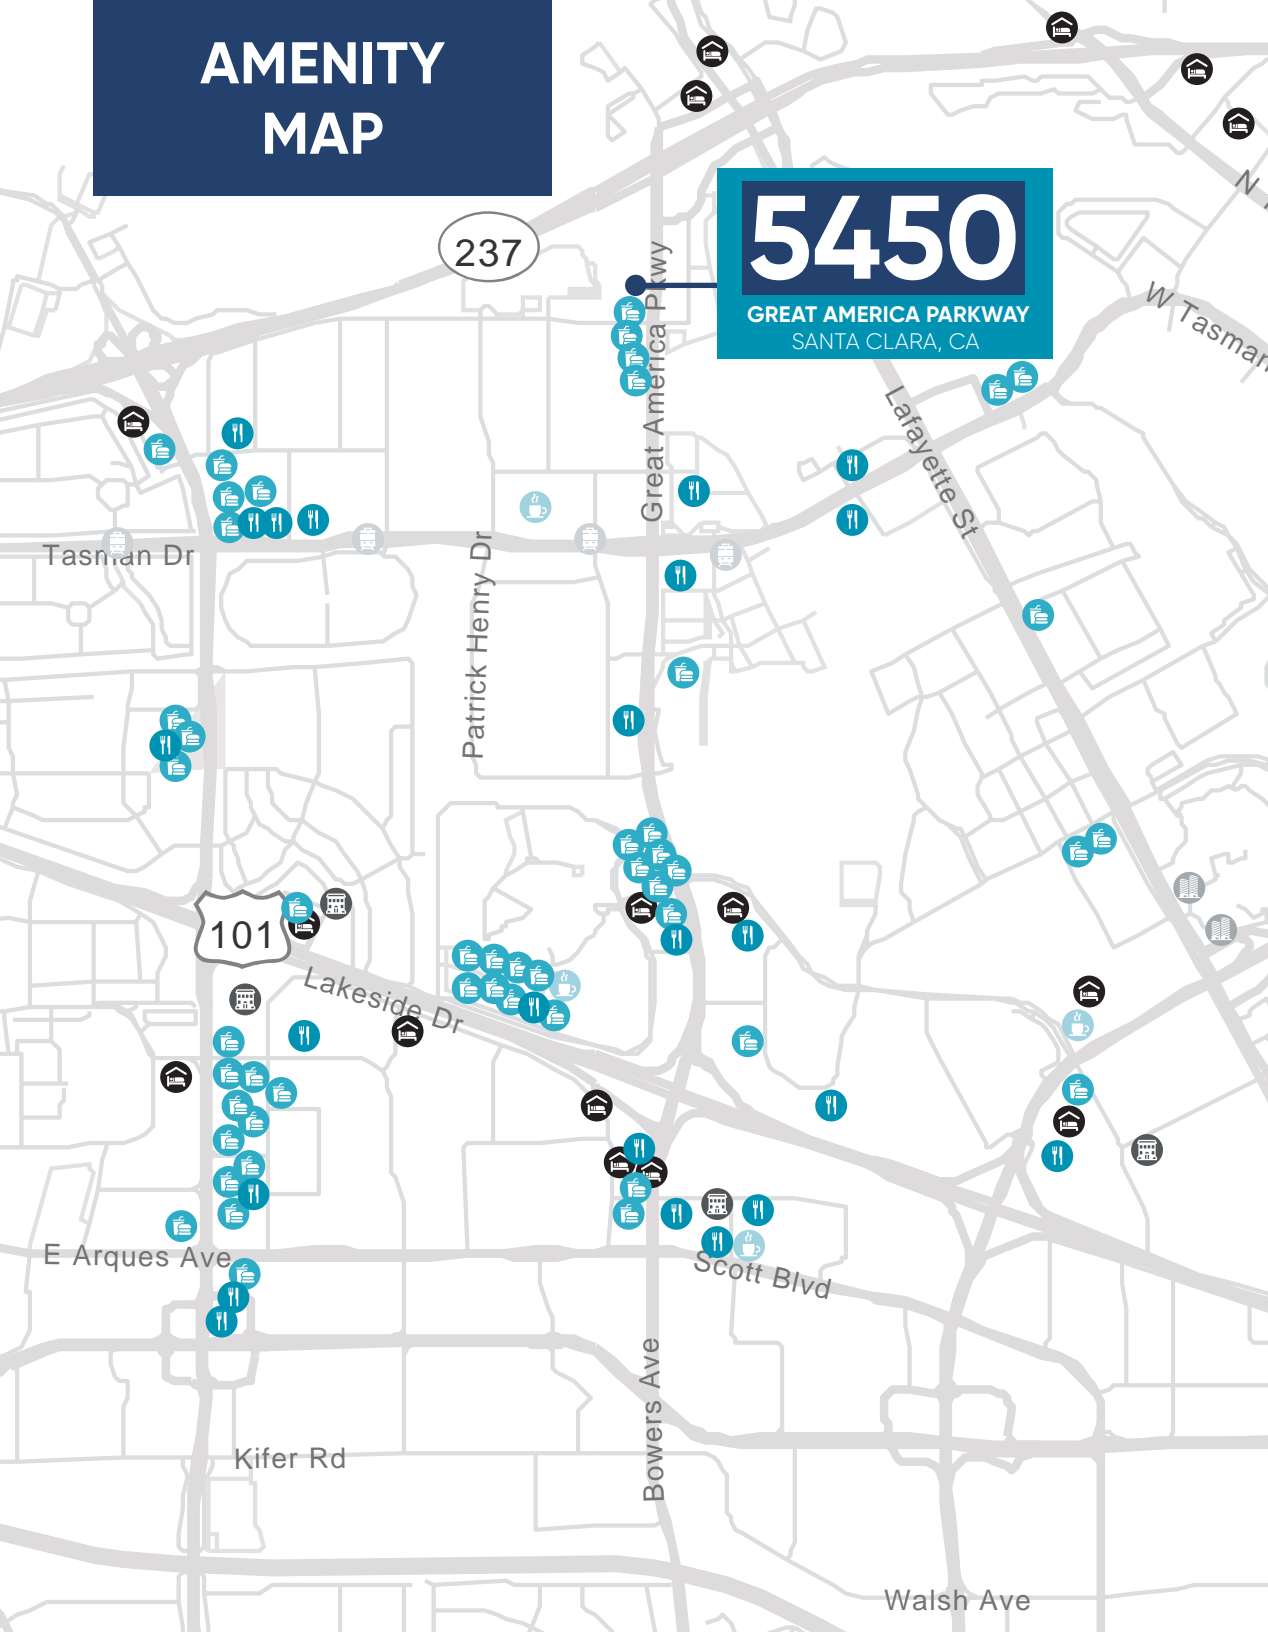 AMENITY
MAP
5450
GREAT AMERICA PARKWAY
SANTA CLARA, CA
237
Great America Pkwy
N
W Tasman
Lafayette St
Tasman Dr
Patrick Henry Dr
101
Lakeside Dr
E Arques Ave
Scott Blvd
Bowers Ave
Kifer Rd
Walsh Ave